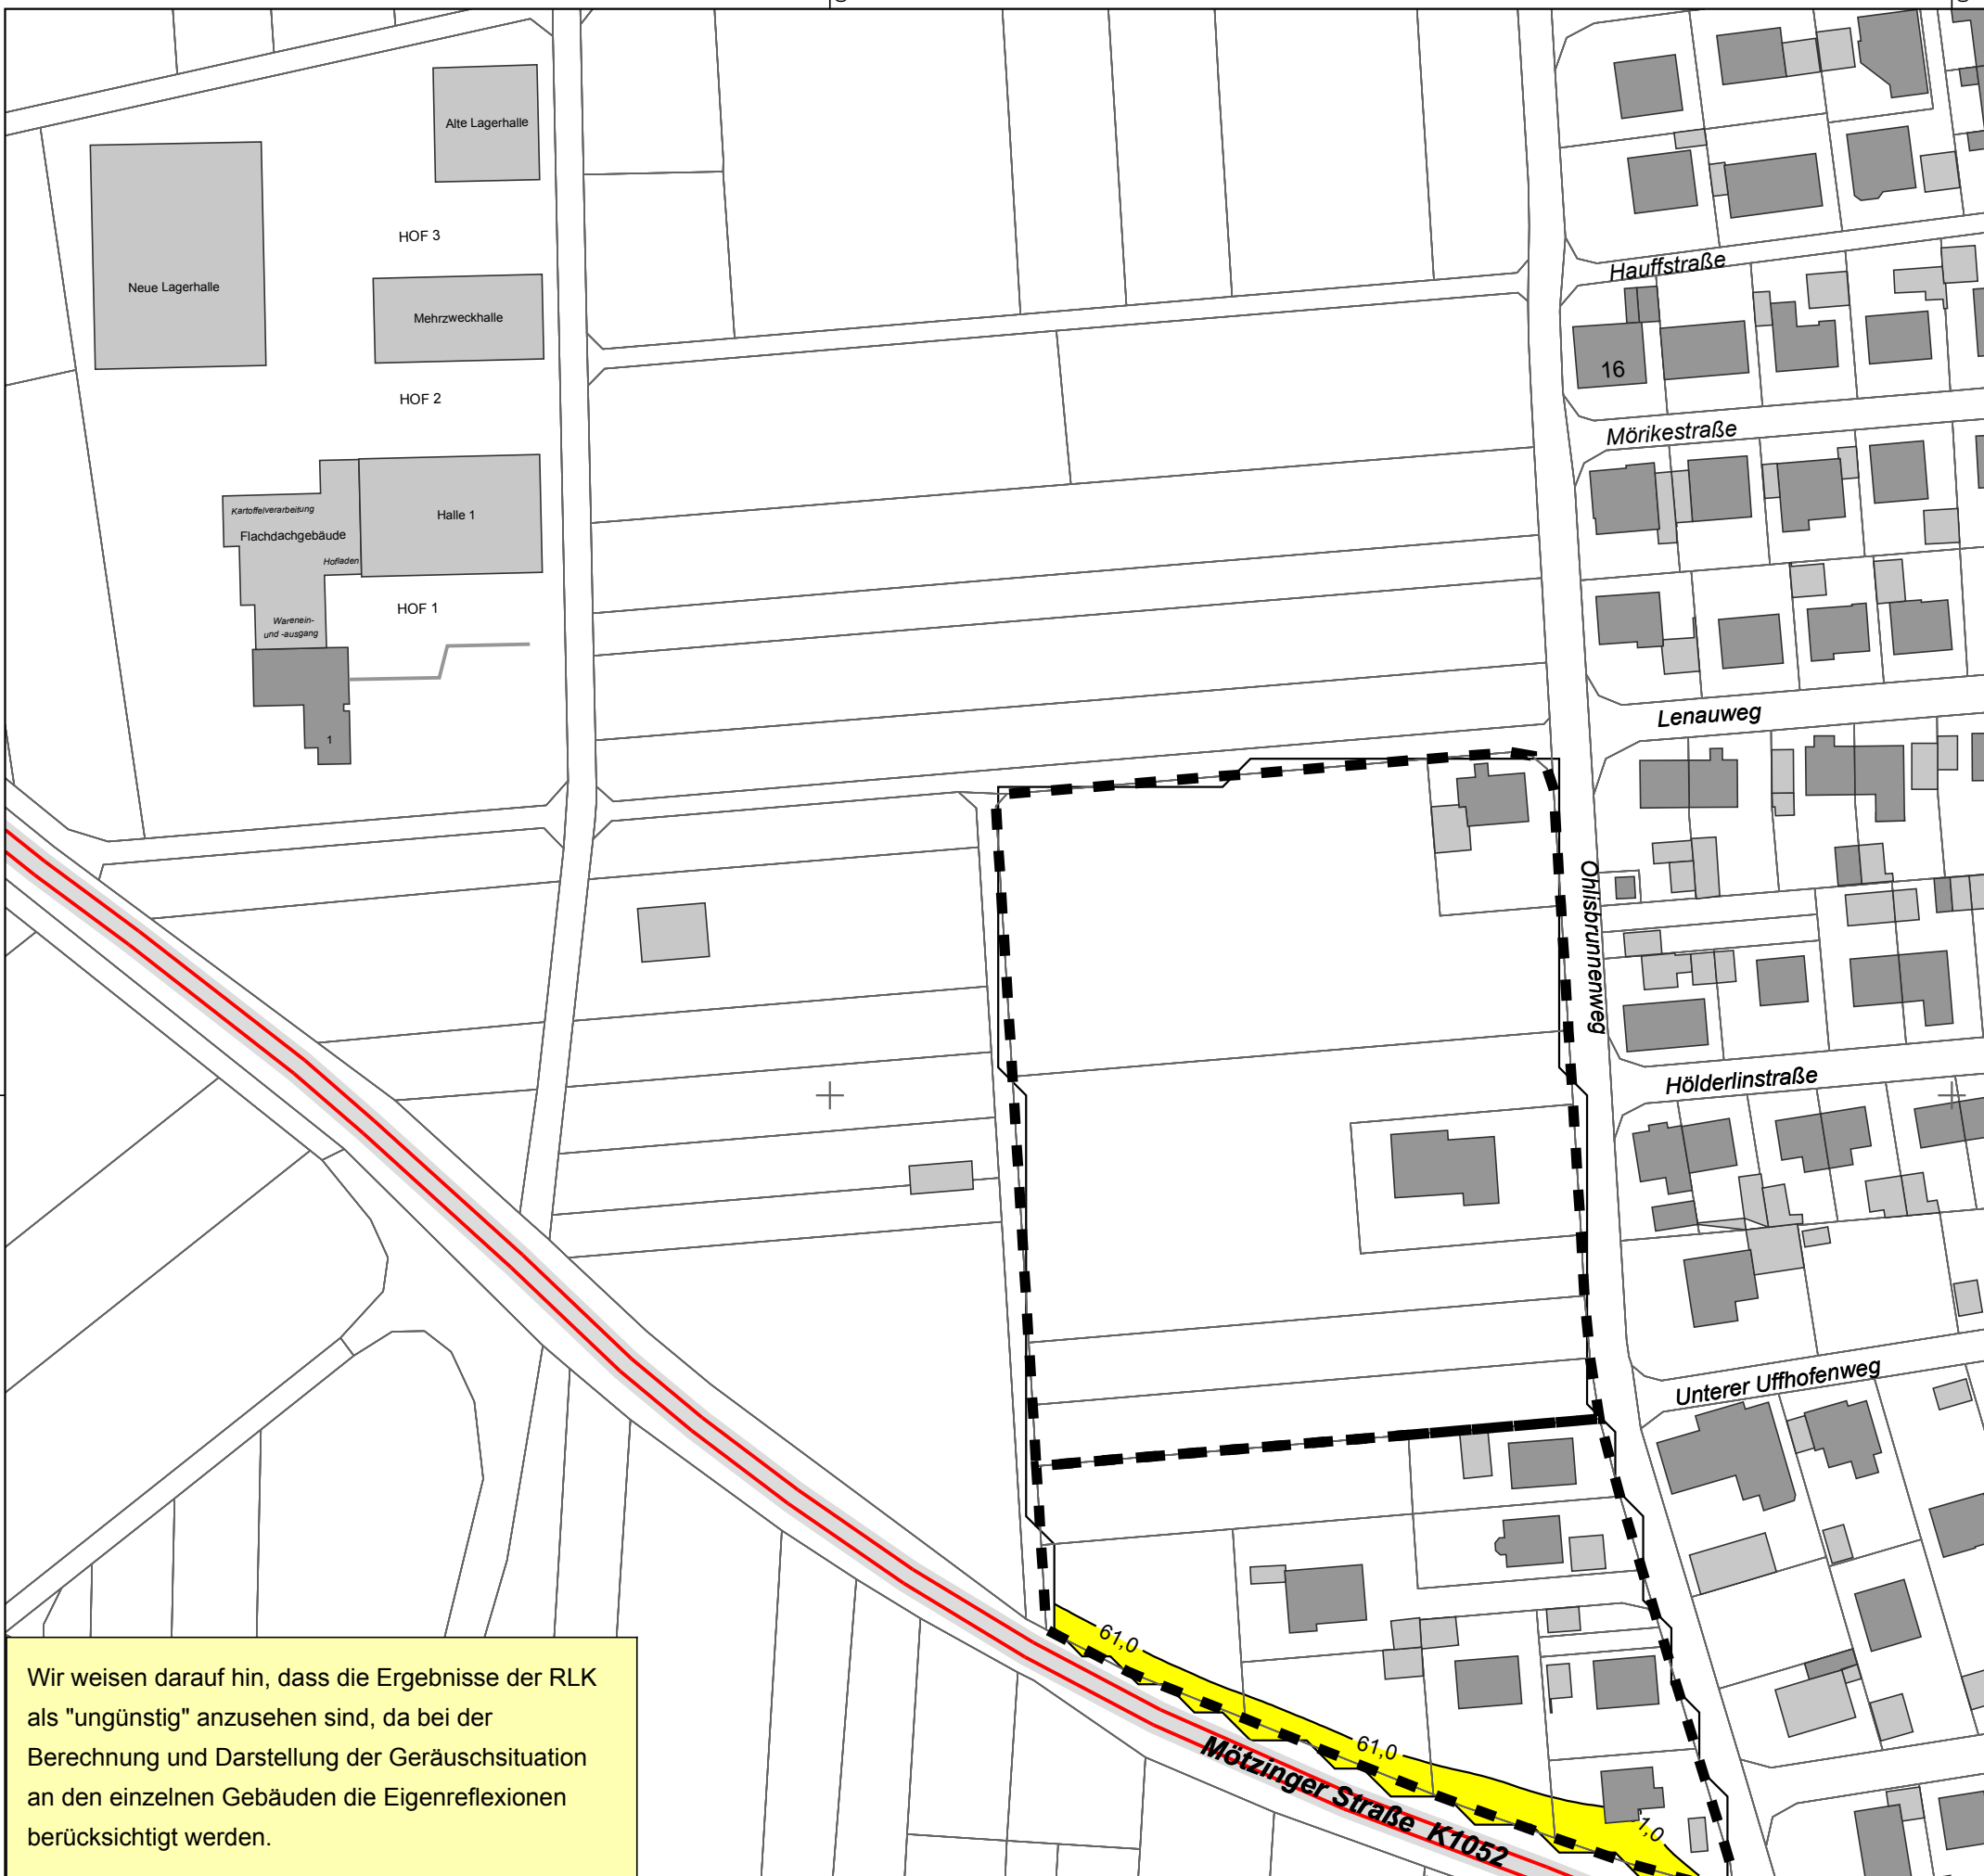 Alte Lagerhalle
HOF 3
Neue Lagerhalle
Mehrzweckhalle
HOF 2
Kartoffelverarbeitung
Flachdachgebäude
Halle 1
Hofladen
HOF 1
Warenein-
und -ausgang
1
Hauffstraße
16
Mörikestraße
Lenauweg
Ohlisbrunnenweg
Hölderlinstraße
Unterer Uffhofenweg
61,0
61,0
1,0
Mötzinger Straße K1052
Wir weisen darauf hin, dass die Ergebnisse der RLK
als "ungünstig" anzusehen sind, da bei der
Berechnung und Darstellung der Geräuschsituation
an den einzelnen Gebäuden die Eigenreflexionen
berücksichtigt werden.